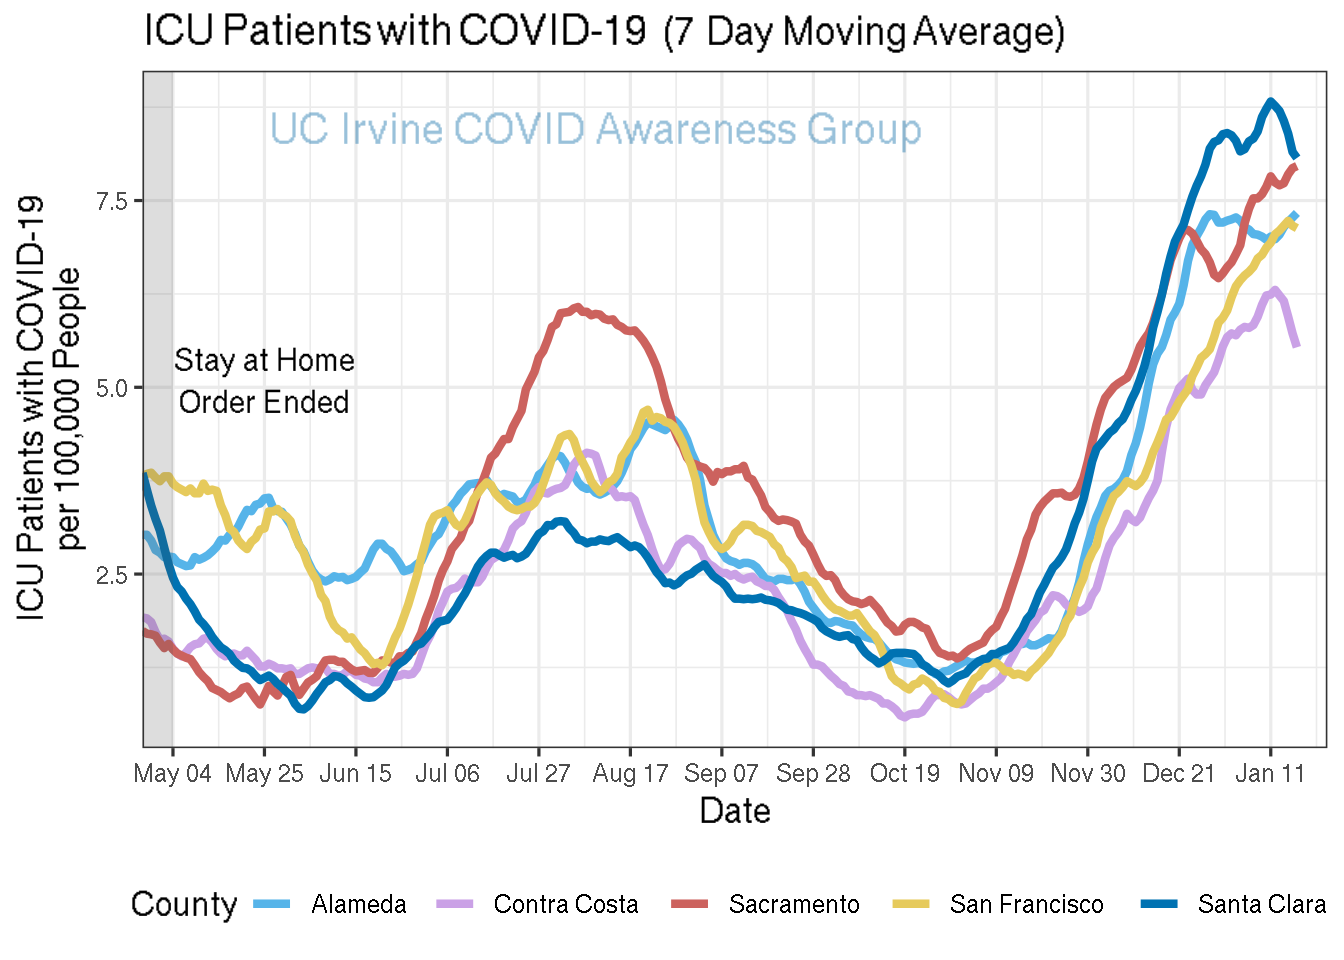 ICU Patients with COVID-19 (7 Day Moving Average)
UC Irvine COVID Awareness Group
ICU Patients with COVID-19
per 100,000 People
7.5
5.0
2.5
Stay at Home
Order Ended
May 04 May 25 Jun 15 Jul 06 Jul 27 Aug 17 Sep 07 Sep 28 Oct 19 Nov 09 Nov 30 Dec 21 Jan 11
Date
County Alameda Contra Costa Sacramento San Francisco Santa Clara